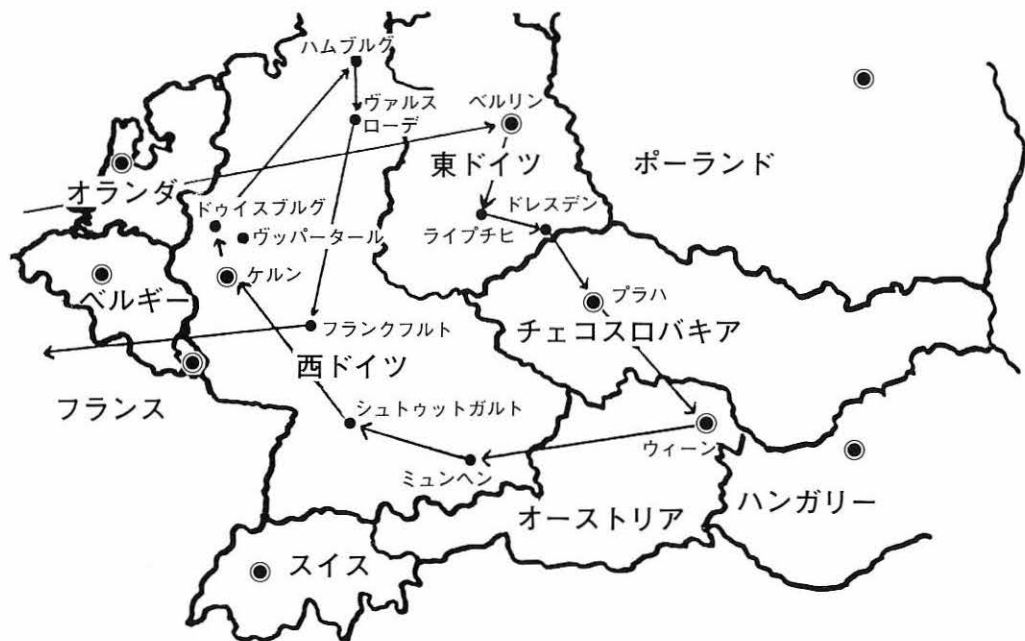 ハムブルグ
ヴァルス
ローデ
ベルリン
東ドイツ
ポーランド
オランダ
ドゥイスブルグ
ヴッパータール
ドレスデン
ライプチヒ
ベルギー
ケルン
プラハ
フランクフルト
チェコスロバキア
西ドイツ
フランス
シュトゥットガルト
ウィーン
ミュンヘン
ハンガリー
オーストリア
スイス